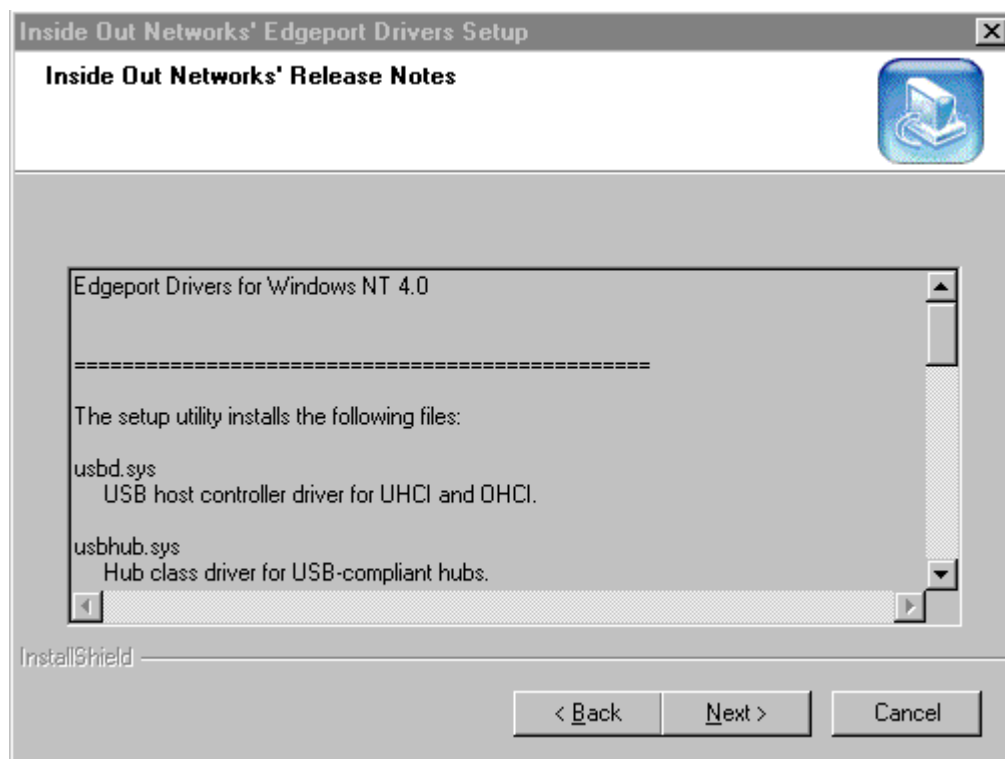 Inside Out Networks' Edgeport Drivers Setup
Inside Out Networks' Release Notes
Edgeport Drivers for Windows NT 4.0
================================================
The setup utility installs the following files:
usbd.sys
USB host controller driver for UHCI and OHCI.
usbhub.sys
Hub class driver for USB-compliant hubs.
InstallShield
< Back
Next >
Cancel